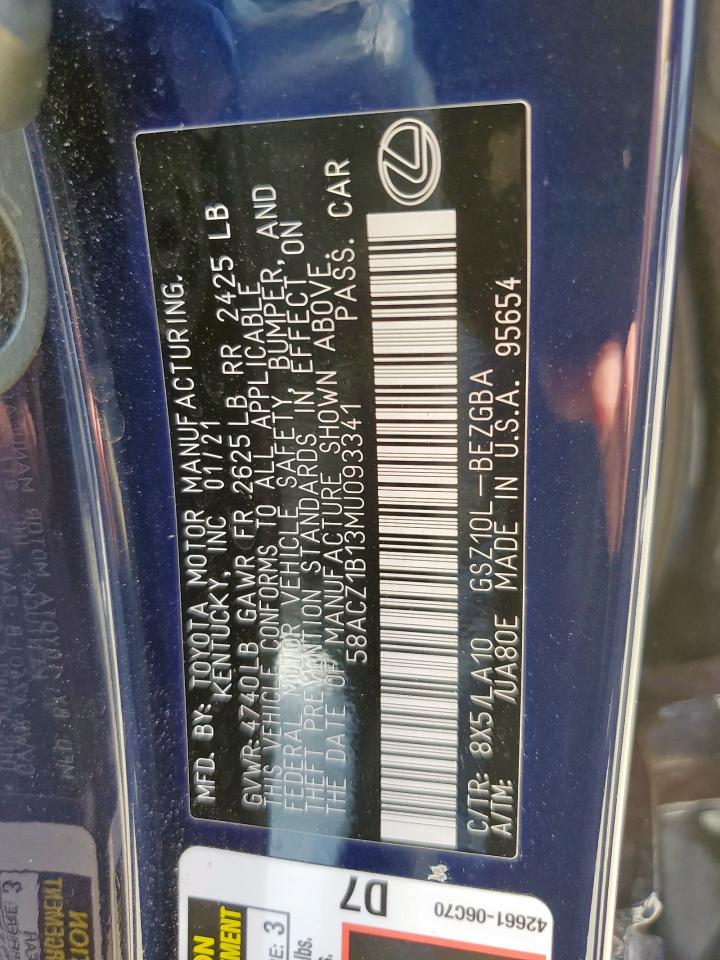 MFD. BY: TOYOTA MOTOR MANUFACTURING,
KENTUCKY, INC 01/21
GVWR 4740LB GAWR FR 2625 LB RR 2425 LB
THIS VEHICLE CONFORMS TO ALL APPLICABLE
FEDERAL MOTOR VEHICLE SAFETY, BUMPER, AND
THEFT PREVENTION STANDARDS IN EFFECT ON
THE DATE OF MANUFACTURE SHOWN ABOVE.
58ACZ1B13MU093341 PASS. CAR
C/TR: 8X5/LA10 GSZ10L-BEZGBA
A/TM: /UA80E MADE IN U.S.A. 95654
D7
42661-06C70
3
lbs.